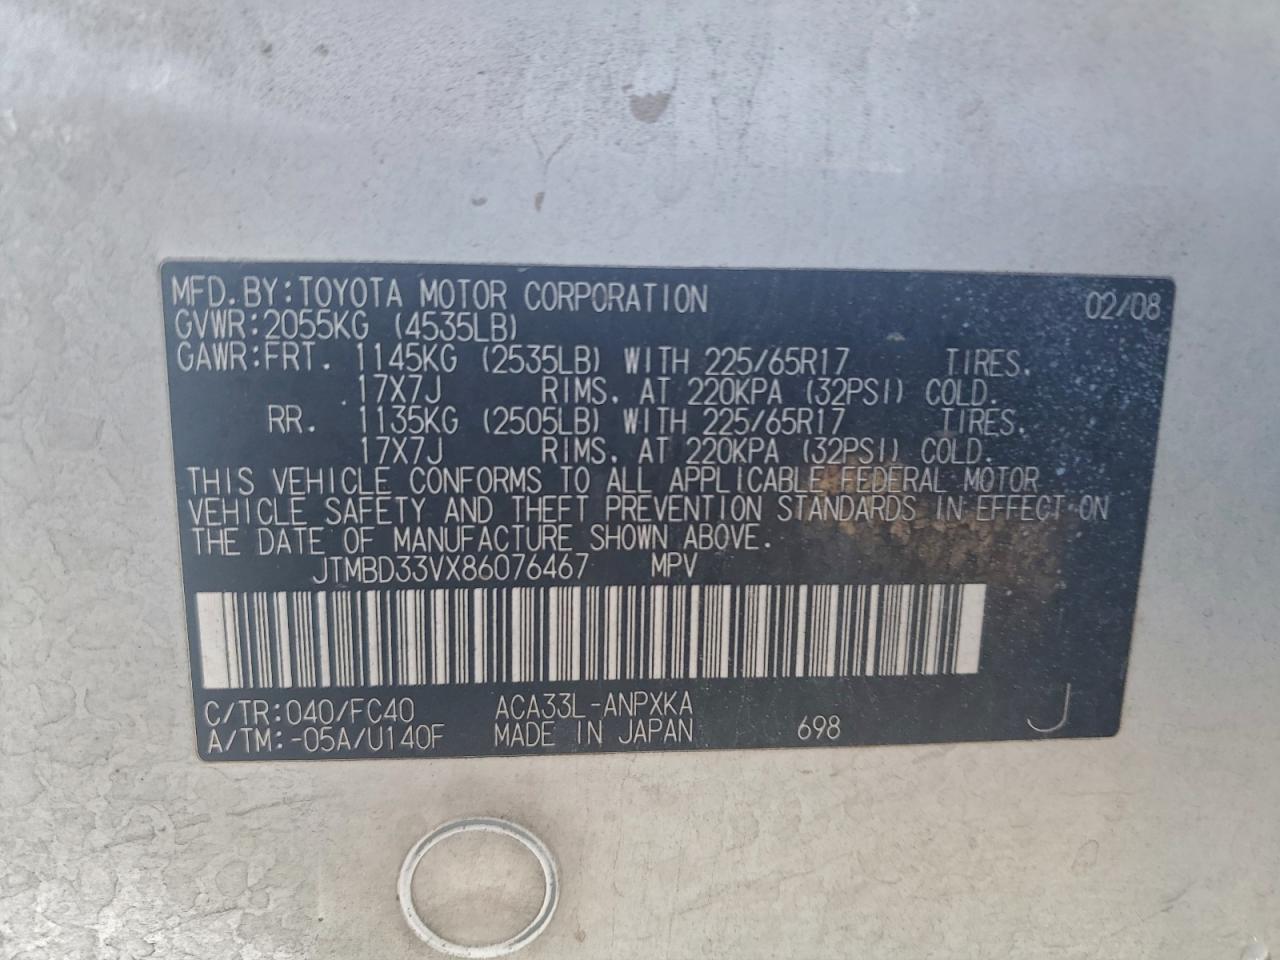 MFD.BY:TOYOTA MOTOR CORPORATION 02/08
GVWR:2055KG (4535LB)
GAWR:FRT. 1145KG (2535LB) WITH 225/65R17 TIRES.
17X7J RIMS. AT 220KPA (32PSI) COLD.
RR. 1135KG (2505LB) WITH 225/65R17 TIRES.
17X7J RIMS. AT 220KPA (32PSI) COLD.
THIS VEHICLE CONFORMS TO ALL APPLICABLE FEDERAL MOTOR
VEHICLE SAFETY AND THEFT PREVENTION STANDARDS IN EFFECT ON
THE DATE OF MANUFACTURE SHOWN ABOVE.
JTMBD33VX86076467 MPV
C/TR:040/FC40 ACA33L-ANPXKA
A/TM:-05A/U140F MADE IN JAPAN 698 J